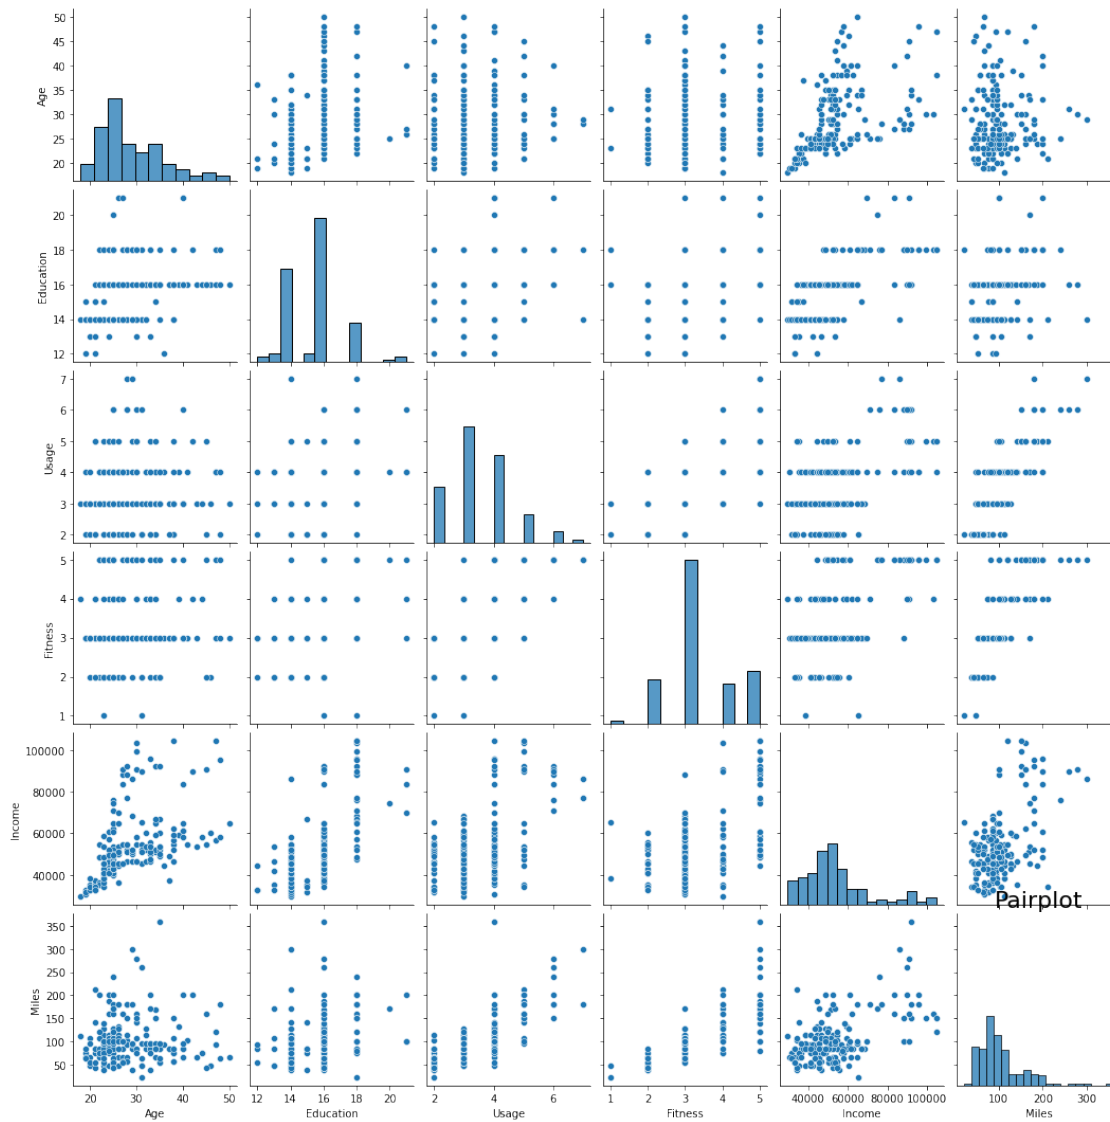 50
45
40
35
30
25
20
Age
20
18
16
14
12
Education
7
6
5
4
3
2
Usage
5
4
3
2
1
Fitness
100000
80000
60000
40000
Income
Pairplot
350
300
250
200
150
100
50
Miles
20 30 40 50
12 14 16 18 20
2 4 6
1 2 3 4 5
40000 60000 80000 100000
100 200 300
Age Education Usage Fitness Income Miles